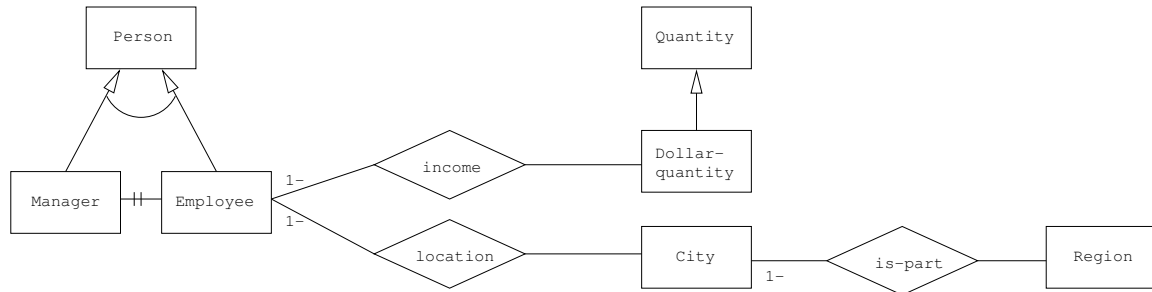 Person
Quantity
income
Dollar-
quantity
Manager
Employee
1-
1-
location
City
1-
is-part
Region